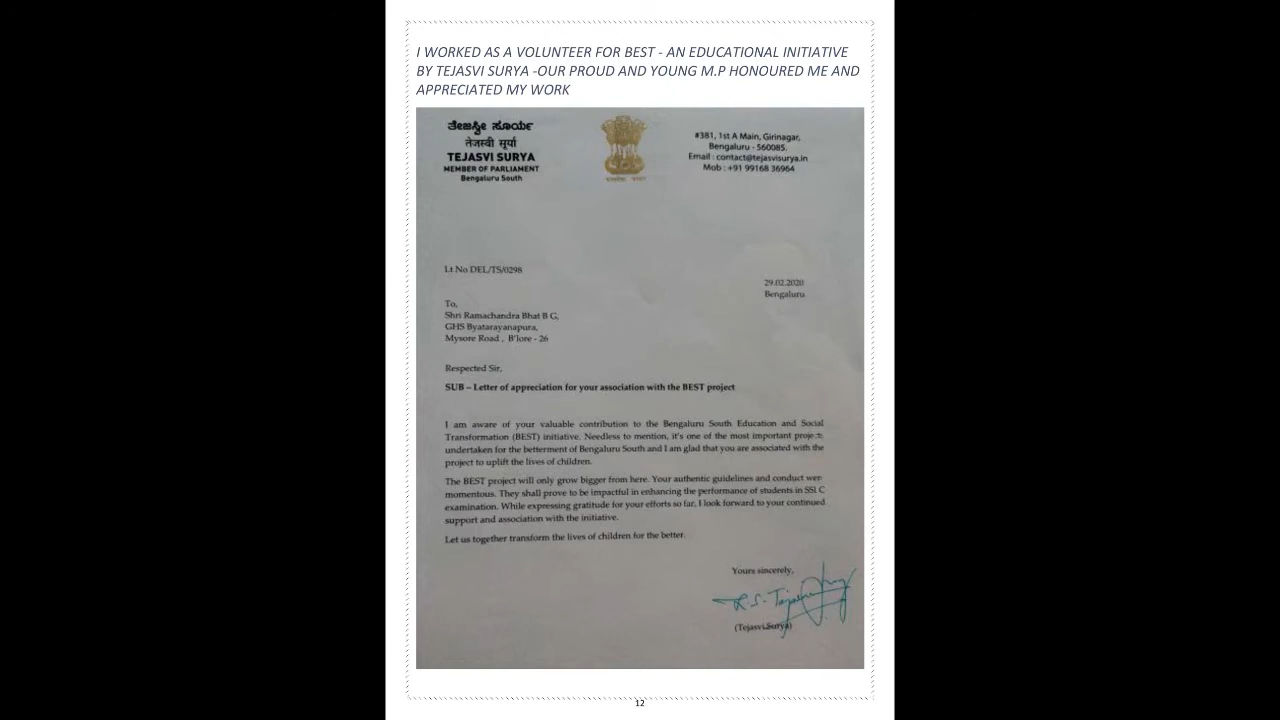 I WORKED AS A VOLUNTEER FOR BEST - AN EDUCATIONAL INITIATIVE
BY TEJASVI SURYA -OUR PROUD AND YOUNG M.P HONOURED ME AND
APPRECIATED MY WORK
ತೇಜಸ್ವೀ ಸೂರ್ಯ
तेजस्वी सूर्या
TEJASVI SURYA
MEMBER OF PARLIAMENT
Bengaluru South
#381, 1st A Main, Girinagar,
Bengaluru - 560085.
Email : contact@tejasvisurya.in
Mob : +91 99168 36964
Lt No DEL/TS/0298
29.02.2020
Bengaluru
To,
Shri Ramachandra Bhat B G,
GHS Byatarayanapura,
Mysore Road , B'lore - 26
Respected Sir,
SUB – Letter of appreciation for your association with the BEST project
I am aware of your valuable contribution to the Bengaluru South Education and Social
Transformation (BEST) initiative. Needless to mention, it's one of the most important projects
undertaken for the betterment of Bengaluru South and I am glad that you are associated with the
project to uplift the lives of children.
The BEST project will only grow bigger from here. Your authentic guidelines and conduct wer
momentous. They shall prove to be impactful in enhancing the performance of students in SSLC
examination. While expressing gratitude for your efforts so far, I look forward to your continued
support and association with the initiative.
Let us together transform the lives of children for the better.
Yours sincerely,
(Tejasvi Surya)
12